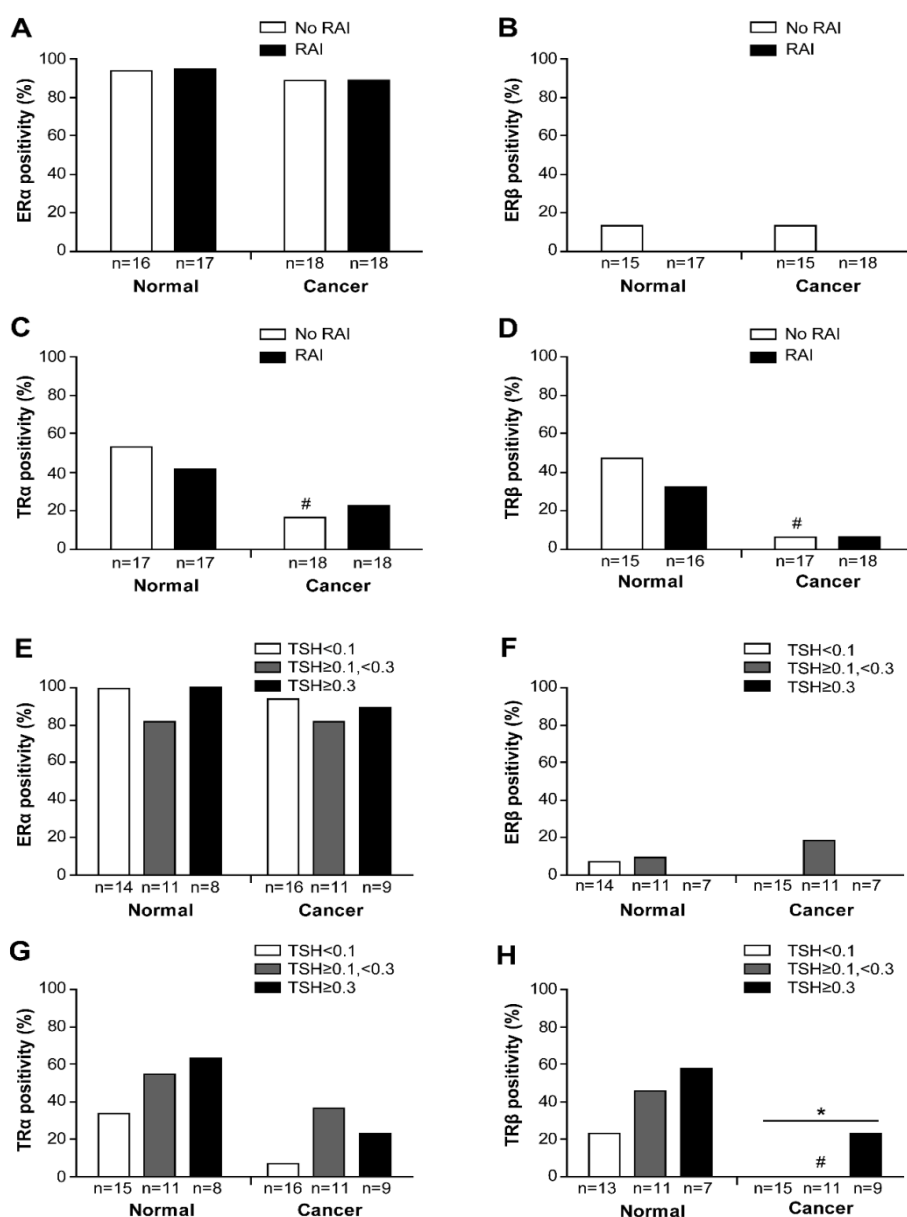 A
No RAI
RAI
ERα positivity (%)
100
80
60
40
20
0
n=16 n=17 n=18 n=18
Normal Cancer
B
No RAI
RAI
ERβ positivity (%)
100
80
60
40
20
0
n=15 n=17 n=15 n=18
Normal Cancer
C
No RAI
RAI
TRα positivity (%)
100
80
60
40
20
0
#
n=17 n=17 n=18 n=18
Normal Cancer
D
No RAI
RAI
TRβ positivity (%)
100
80
60
40
20
0
#
n=15 n=16 n=17 n=18
Normal Cancer
E
TSH<0.1
TSH≥0.1,<0.3
TSH≥0.3
ERα positivity (%)
100
80
60
40
20
0
n=14 n=11 n=8 n=16 n=11 n=9
Normal Cancer
F
TSH<0.1
TSH≥0.1,<0.3
TSH≥0.3
ERβ positivity (%)
100
80
60
40
20
0
n=14 n=11 n=7 n=15 n=11 n=7
Normal Cancer
G
TSH<0.1
TSH≥0.1,<0.3
TSH≥0.3
TRα positivity (%)
100
80
60
40
20
0
n=15 n=11 n=8 n=16 n=11 n=9
Normal Cancer
H
TSH<0.1
TSH≥0.1,<0.3
TSH≥0.3
TRβ positivity (%)
100
80
60
40
20
0
*
#
n=13 n=11 n=7 n=15 n=11 n=9
Normal Cancer